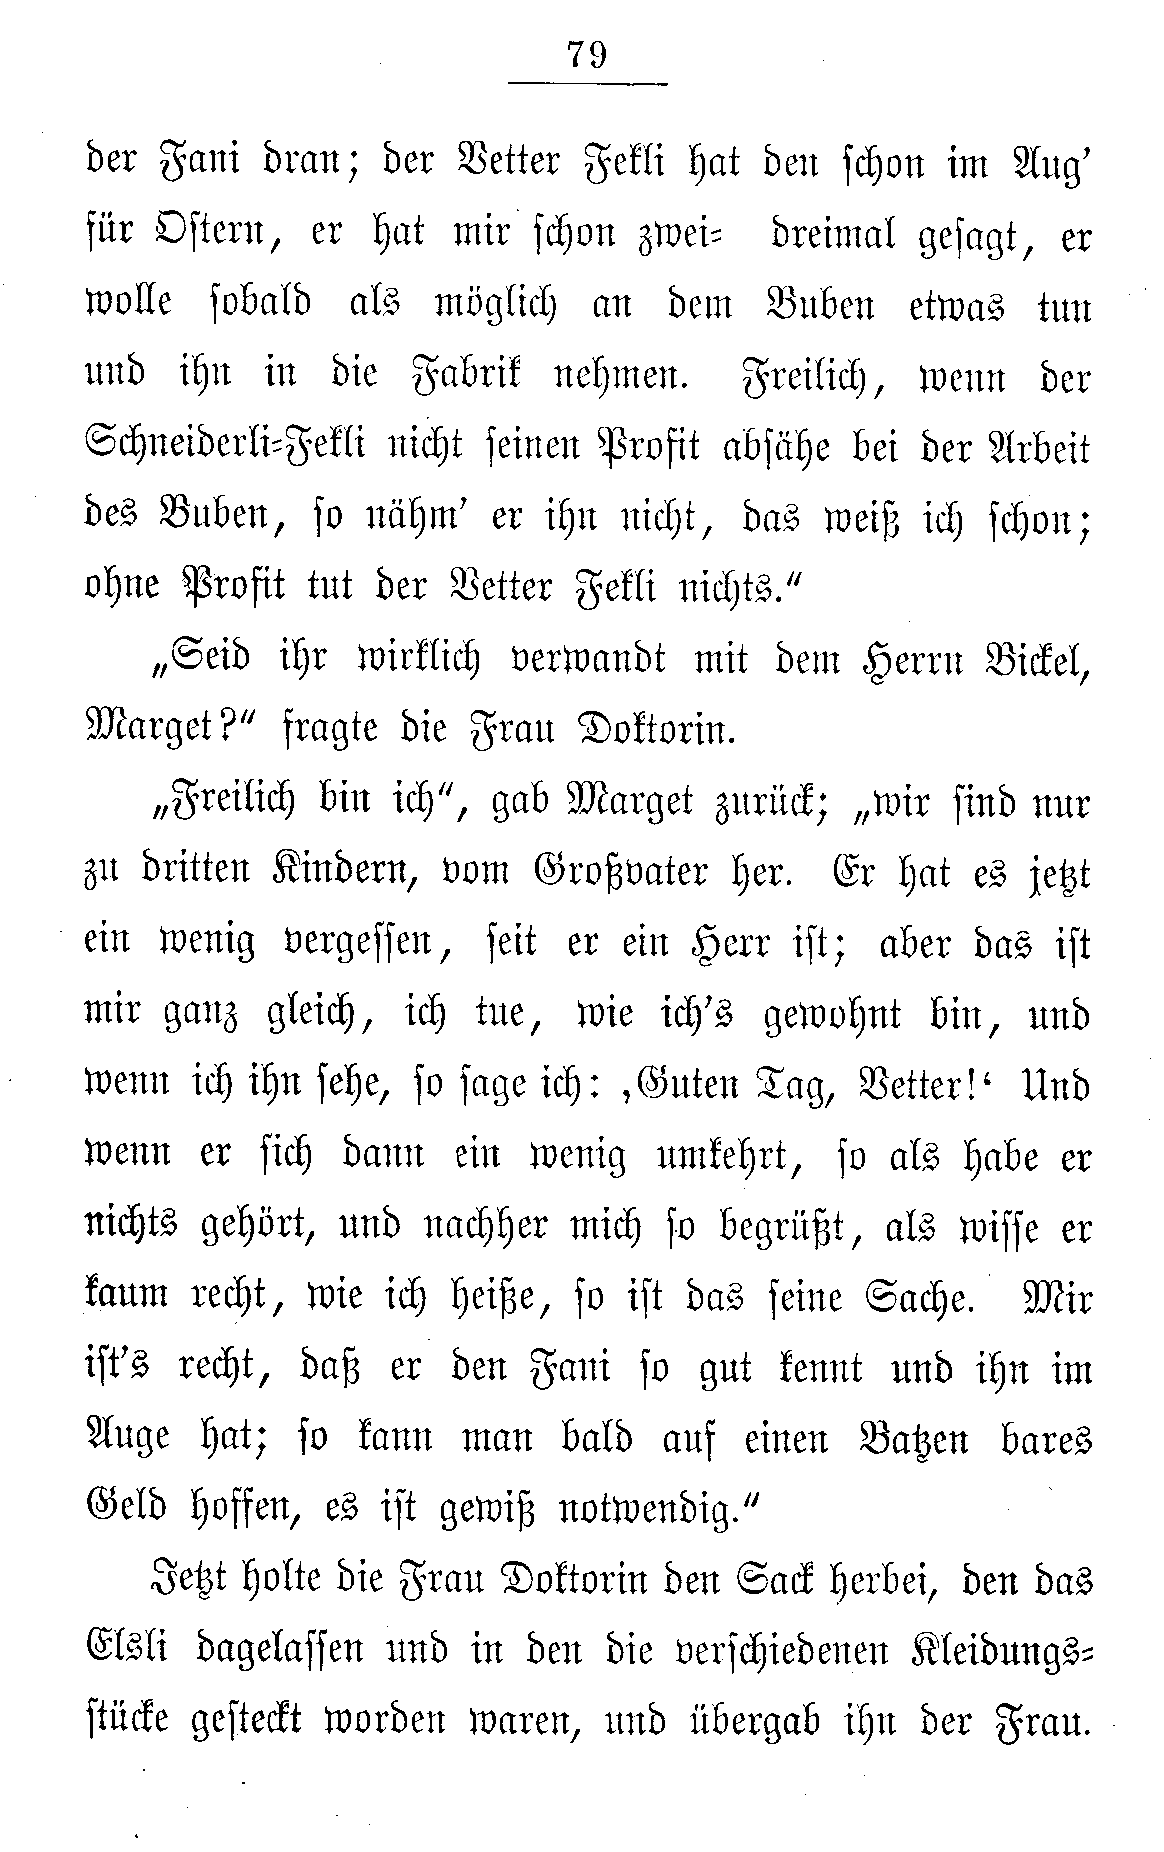 79
der Fani dran; der Vetter Fekli hat den schon im Aug’
für Ostern, er hat mir schon zwei- dreimal gesagt, er
wolle sobald als möglich an dem Buben etwas tun
und ihn in die Fabrik nehmen. Freilich, wenn der
Schneiderli-Fekli nicht seinen Profit absähe bei der Arbeit
des Buben, so nähm’ er ihn nicht, das weiß ich schon;
ohne Profit tut der Vetter Fekli nichts.“
„Seid ihr wirklich verwandt mit dem Herrn Bickel,
Marget?“ fragte die Frau Doktorin.
„Freilich bin ich“, gab Marget zurück; „wir sind nur
zu dritten Kindern, vom Großvater her. Er hat es jetzt
ein wenig vergessen, seit er ein Herr ist; aber das ist
mir ganz gleich, ich tue, wie ich’s gewohnt bin, und
wenn ich ihn sehe, so sage ich: ‚Guten Tag, Vetter!‘ Und
wenn er sich dann ein wenig umkehrt, so als habe er
nichts gehört, und nachher mich so begrüßt, als wisse er
kaum recht, wie ich heiße, so ist das seine Sache. Mir
ist’s recht, daß er den Fani so gut kennt und ihn im
Auge hat; so kann man bald auf einen Batzen bares
Geld hoffen, es ist gewiß notwendig.“
Jetzt holte die Frau Doktorin den Sack herbei, den das
Elsli dagelassen und in den die verschiedenen Kleidungs-
stücke gesteckt worden waren, und übergab ihn der Frau.